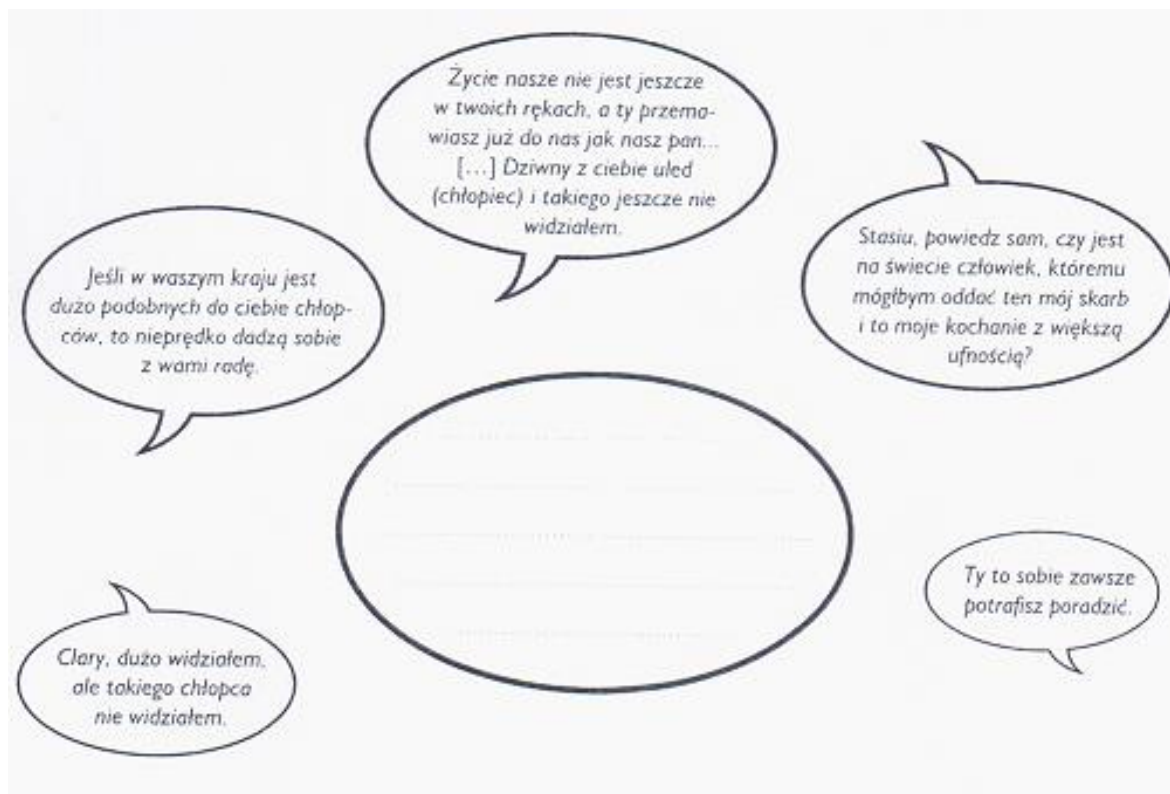 Życie nasze nie jest jeszcze
w twoich rękach, a ty przema-
wiasz już do nas jak nasz pan...
[...] Dziwny z ciebie uled
(chłopiec) i takiego jeszcze nie
widziałem.
Jeśli w waszym kraju jest
dużo podobnych do ciebie chłop-
ców, to nieprędko dadzą sobie
z wami radę.
Stasiu, powiedz sam, czy jest
na świecie człowiek, któremu
mógłbym oddać ten mój skarb
i to moje kochanie z większą
ufnością?
Ty to sobie zawsze
potrafisz poradzić.
Clary, dużo widziałem,
ale takiego chłopca
nie widziałem.